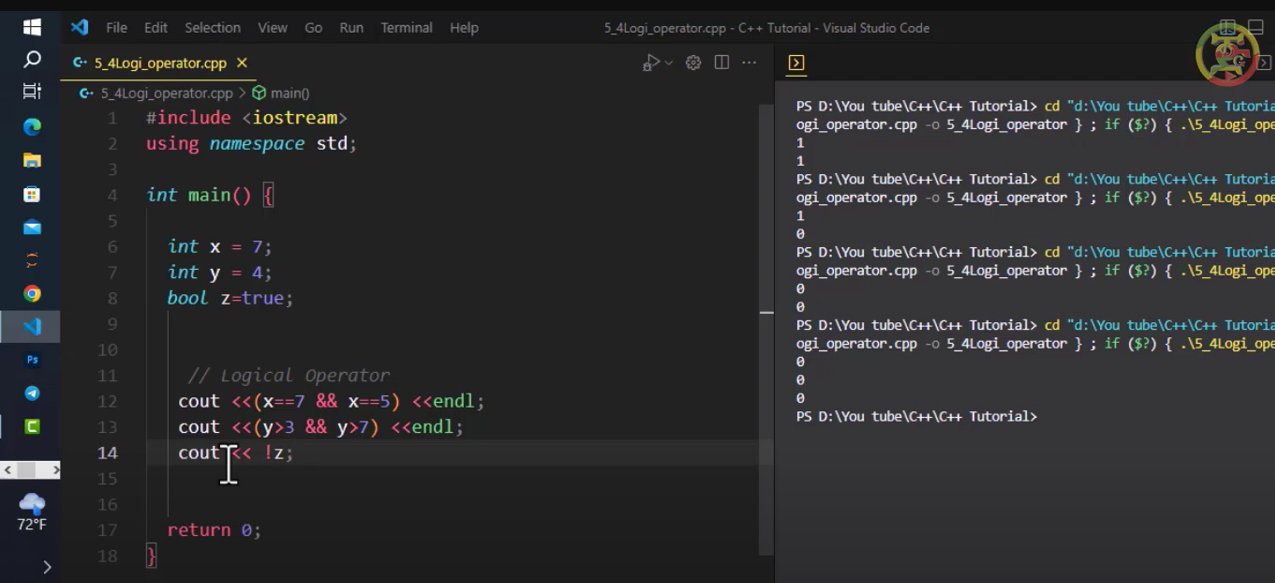 File Edit Selection View Go Run Terminal Help 5_4Logi_operator.cpp - C++ Tutorial - Visual Studio Code
5_4Logi_operator.cpp
5_4Logi_operator.cpp > main()
1 #include <iostream>
2 using namespace std;
3
4 int main() {
5
6 int x = 7;
7 int y = 4;
8 bool z=true;
9
10
11 // Logical Operator
12 cout <<(x==7 && x==5) <<endl;
13 cout <<(y>3 && y>7) <<endl;
14 cout << !z;
15
16
17 return 0;
18 }
PS D:\You tube\C++\C++ Tutorial> cd "d:\You tube\C++\C++ Tutoria
ogi_operator.cpp -o 5_4Logi_operator } ; if ($?) { .\5_4Logi_ope
1
1
PS D:\You tube\C++\C++ Tutorial> cd "d:\You tube\C++\C++ Tutoria
ogi_operator.cpp -o 5_4Logi_operator } ; if ($?) { .\5_4Logi_ope
1
0
PS D:\You tube\C++\C++ Tutorial> cd "d:\You tube\C++\C++ Tutoria
ogi_operator.cpp -o 5_4Logi_operator } ; if ($?) { .\5_4Logi_ope
0
0
PS D:\You tube\C++\C++ Tutorial> cd "d:\You tube\C++\C++ Tutoria
ogi_operator.cpp -o 5_4Logi_operator } ; if ($?) { .\5_4Logi_ope
0
0
0
PS D:\You tube\C++\C++ Tutorial>
Ps
72°F